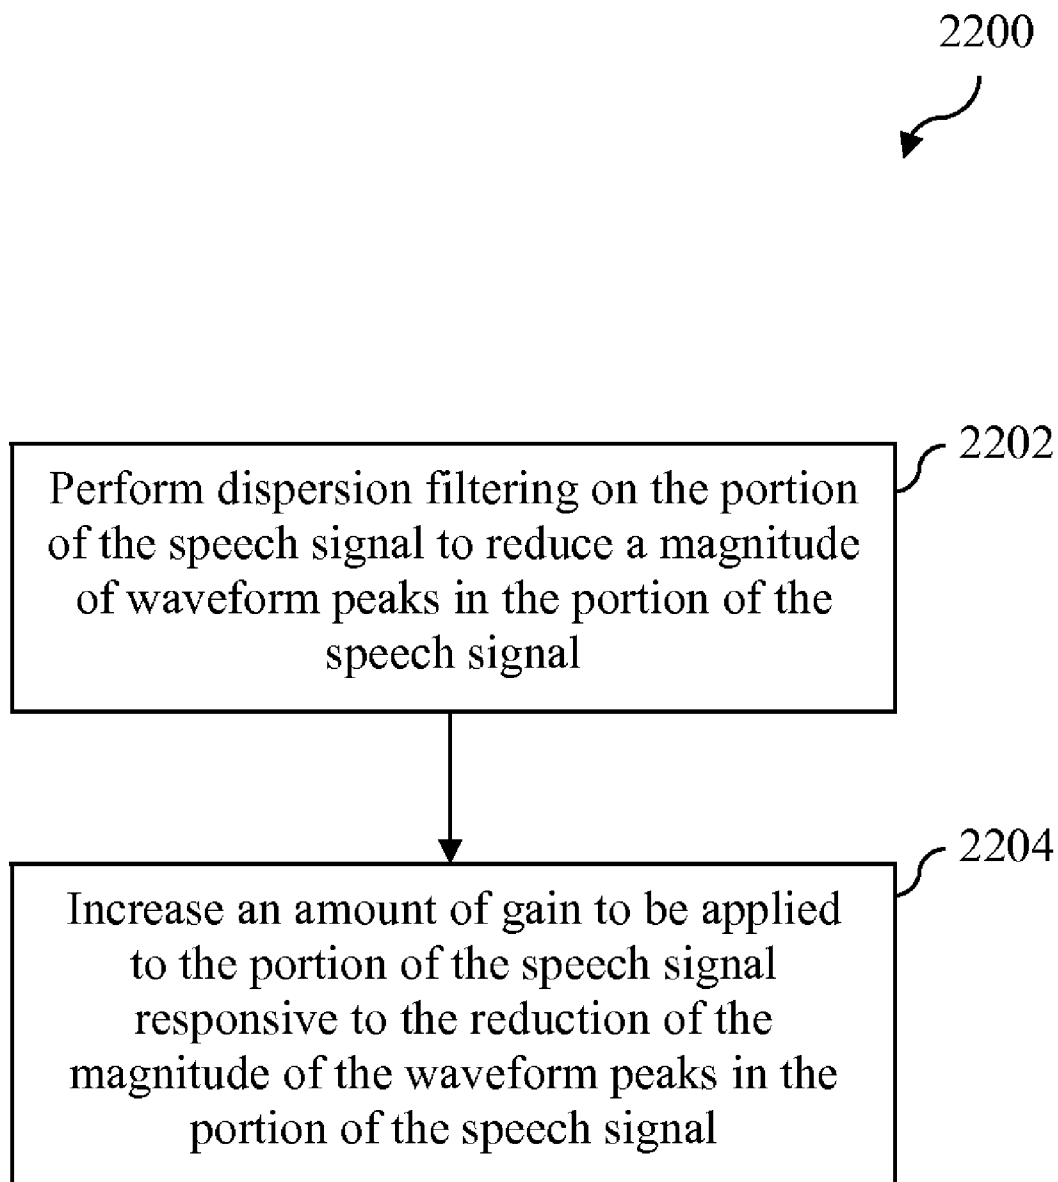 2200
2202
Perform dispersion filtering on the portion
of the speech signal to reduce a magnitude
of waveform peaks in the portion of the
speech signal
2204
Increase an amount of gain to be applied
to the portion of the speech signal
responsive to the reduction of the
magnitude of the waveform peaks in the
portion of the speech signal